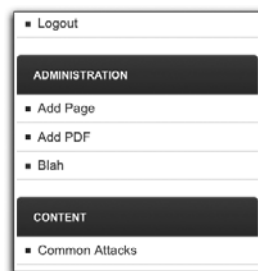 Logout
ADMINISTRATION
Add Page
Add PDF
Blah
CONTENT
Common Attacks